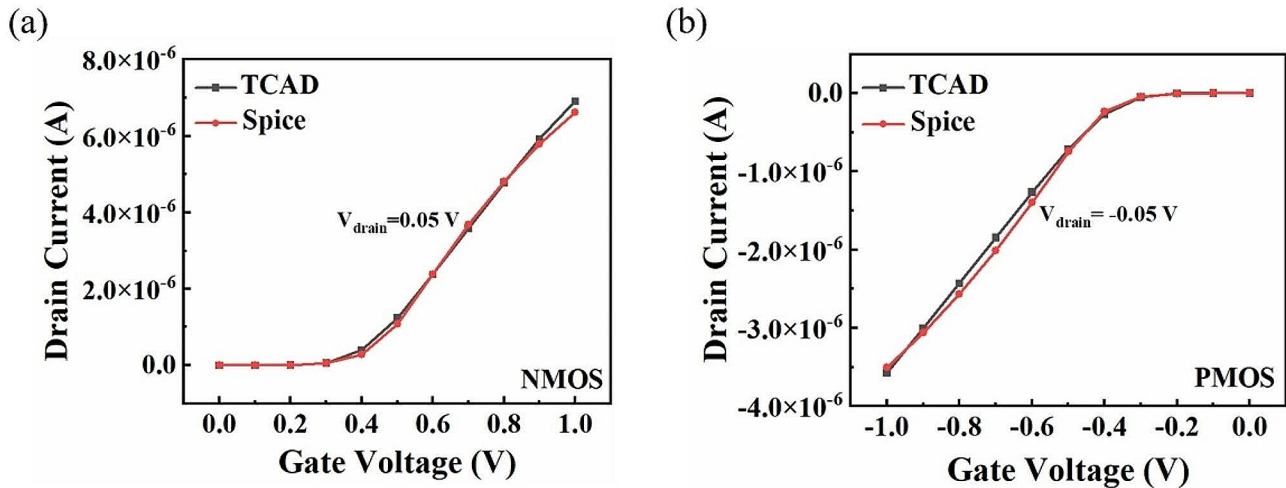 (a)
8.0×10⁻⁶
6.0×10⁻⁶
4.0×10⁻⁶
2.0×10⁻⁶
0.0
Drain Current (A)
TCAD
Spice
V_drain=0.05 V
NMOS
0.0 0.2 0.4 0.6 0.8 1.0
Gate Voltage (V)
(b)
0.0
-1.0×10⁻⁶
-2.0×10⁻⁶
-3.0×10⁻⁶
-4.0×10⁻⁶
Drain Current (A)
TCAD
Spice
V_drain= -0.05 V
PMOS
-1.0 -0.8 -0.6 -0.4 -0.2 0.0
Gate Voltage (V)